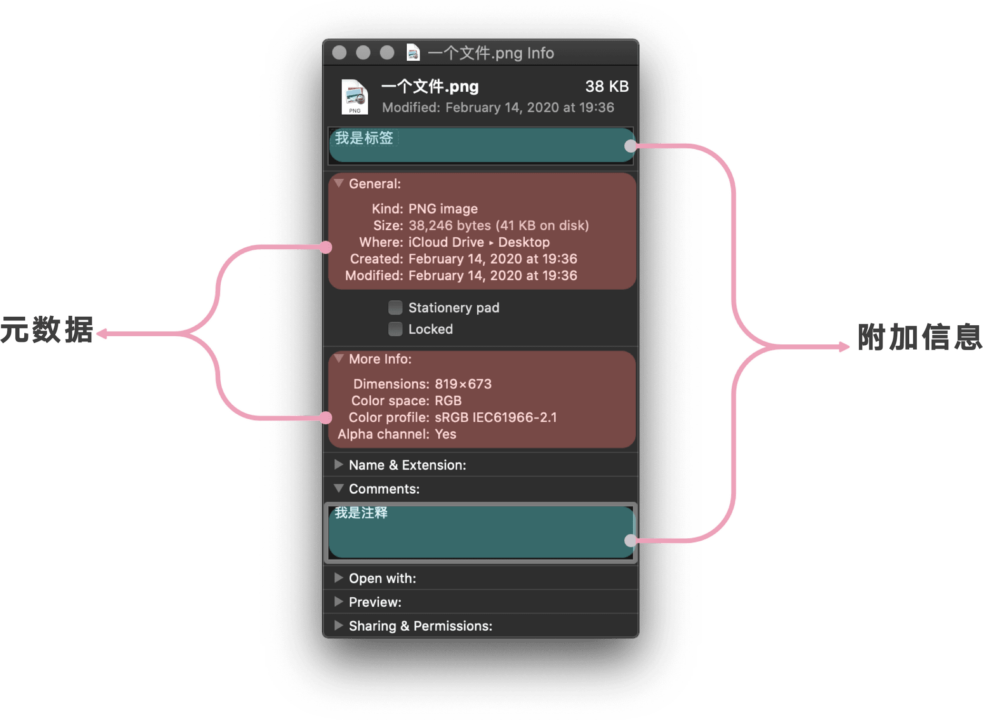 一个文件.png Info
一个文件.png 38 KB
Modified: February 14, 2020 at 19:36
PNG
我是标签
General:
Kind: PNG image
Size: 38,246 bytes (41 KB on disk)
Where: iCloud Drive ▸ Desktop
Created: February 14, 2020 at 19:36
Modified: February 14, 2020 at 19:36
Stationery pad
Locked
元数据
附加信息
More Info:
Dimensions: 819×673
Color space: RGB
Color profile: sRGB IEC61966-2.1
Alpha channel: Yes
Name & Extension:
Comments:
我是注释
Open with:
Preview:
Sharing & Permissions: